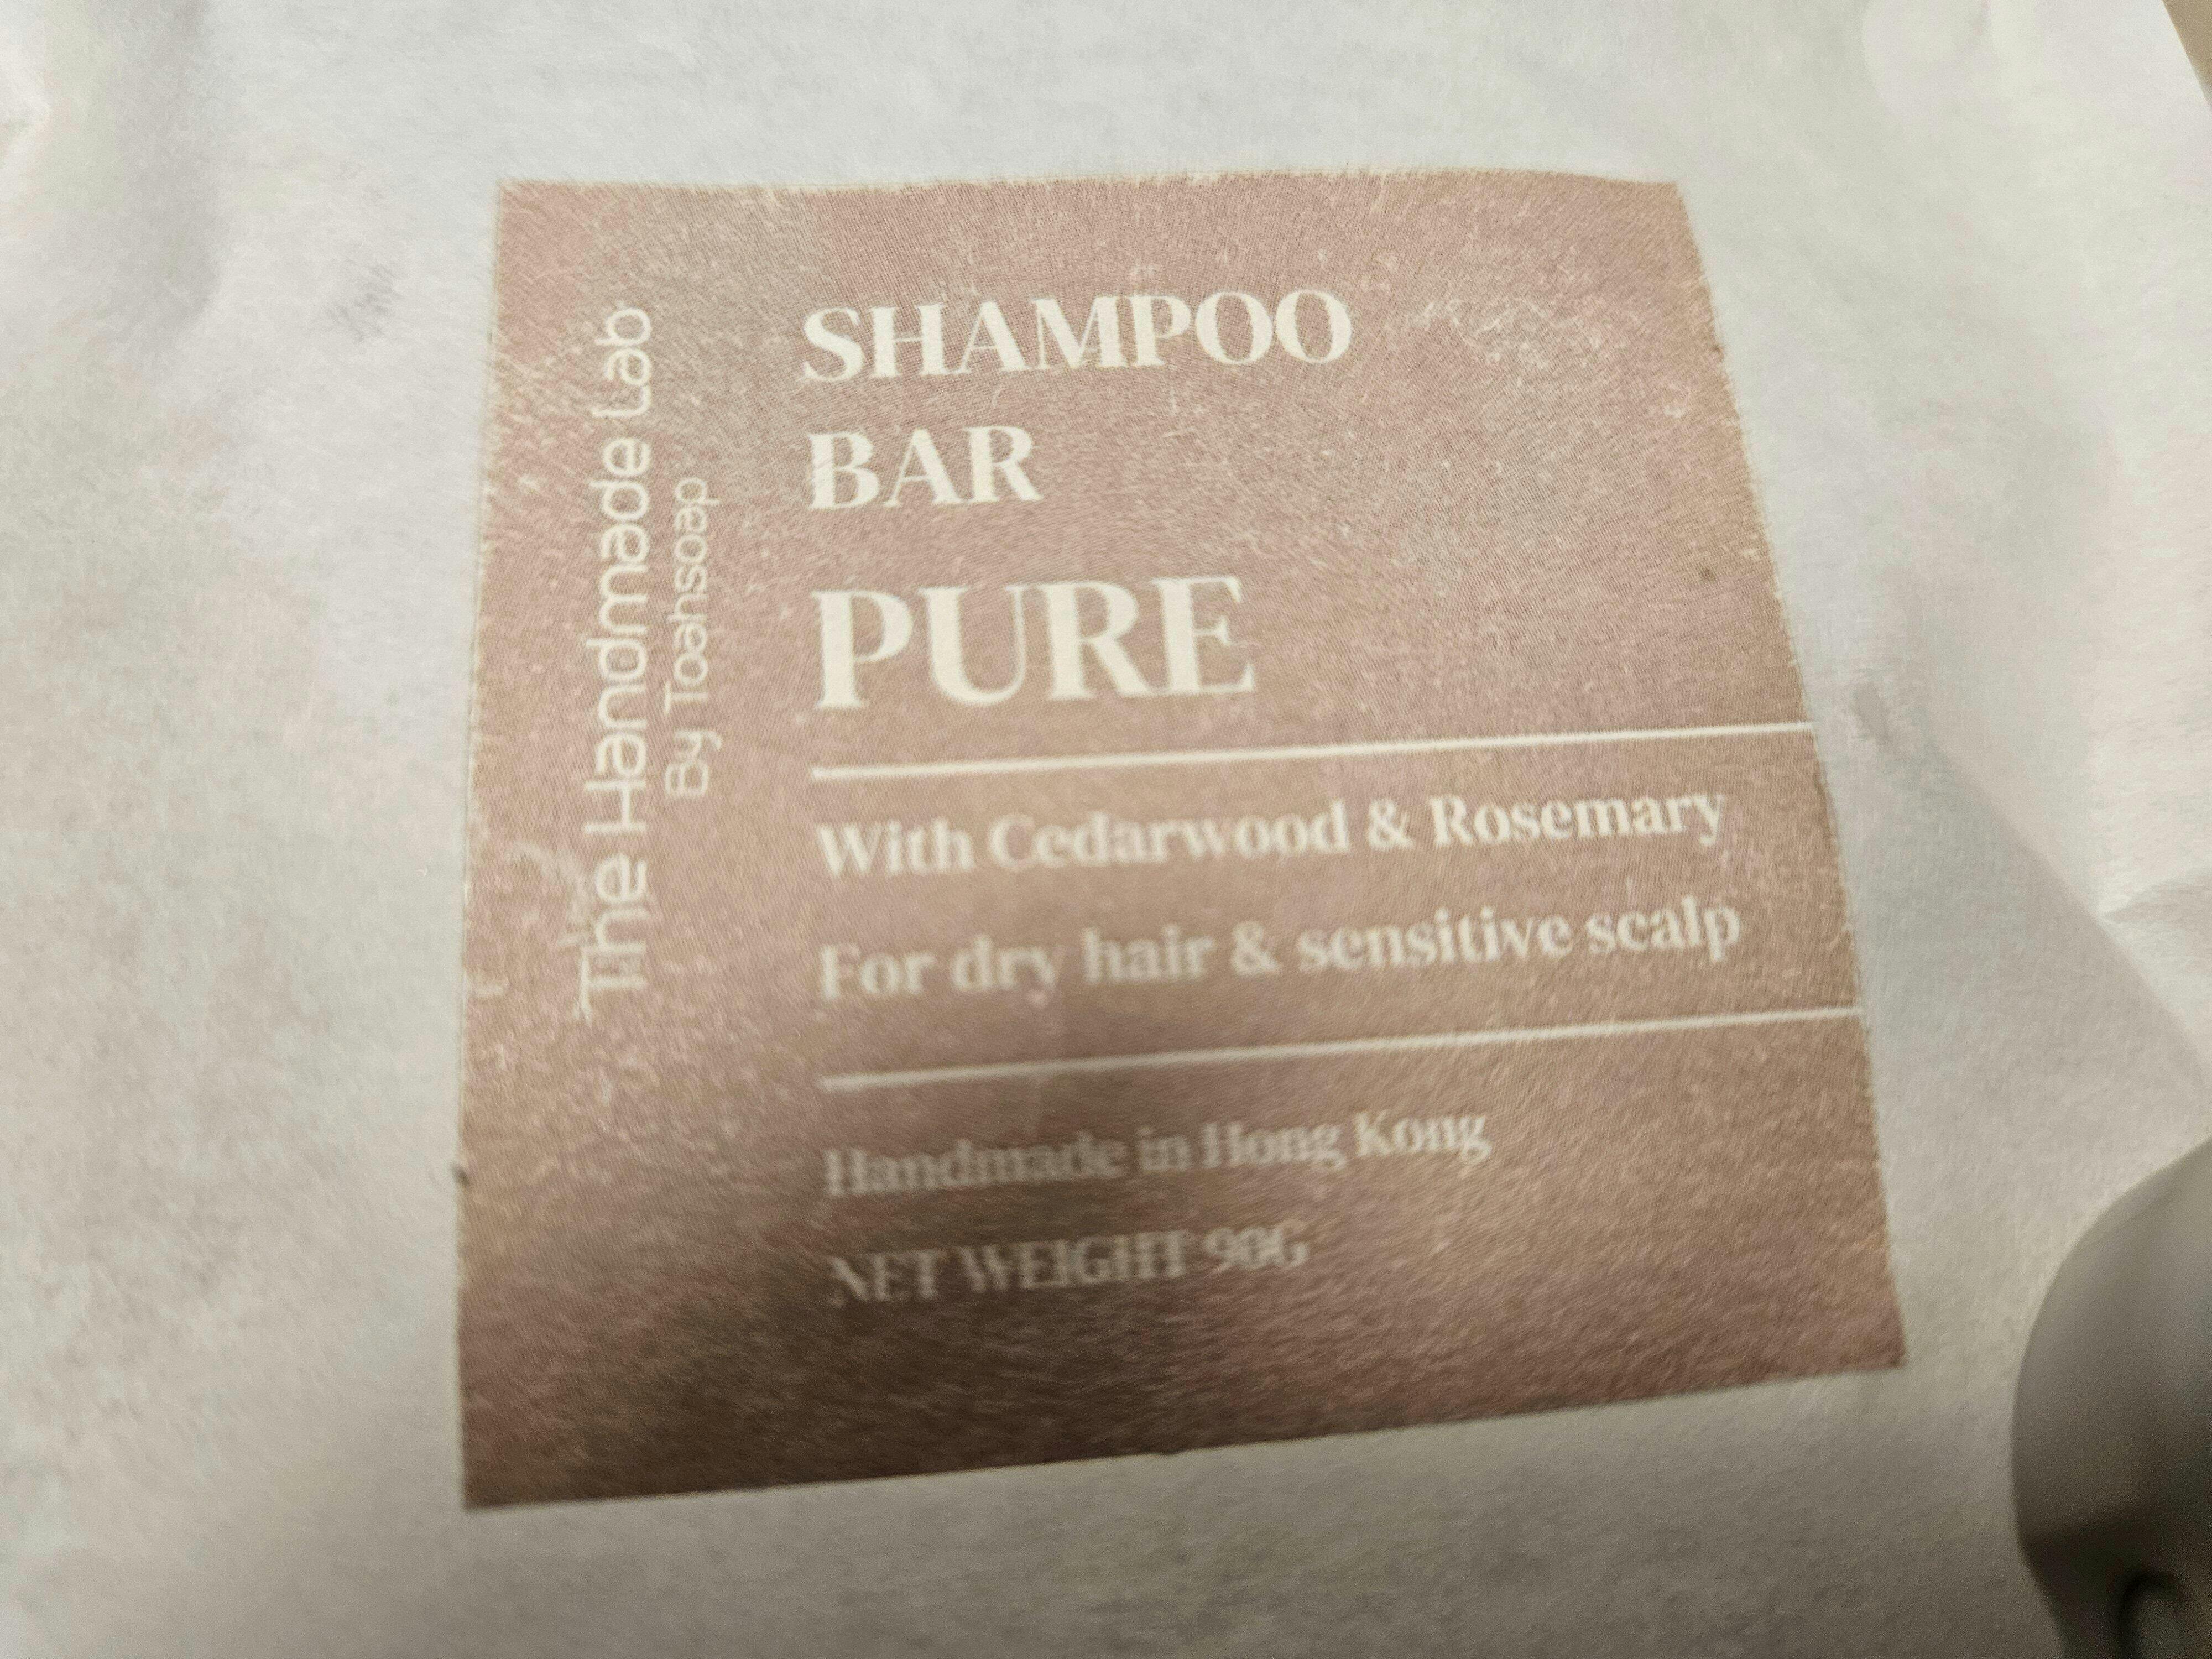 The Handmade Lab
By Toahsoap
SHAMPOO
BAR
PURE
With Cedarwood & Rosemary
For dry hair & sensitive scalp
Handmade in Hong Kong
NET WEIGHT 90G